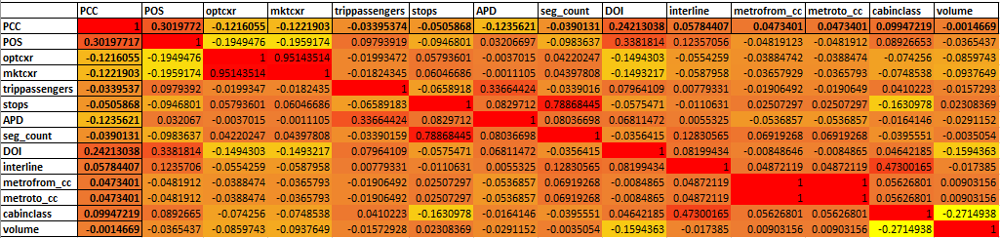 PCC POS optcxr mktcxr trippassengers stops APD seg_count DOI interline metrofrom_cc metroto_cc cabinclass volume
PCC 1 0.3019772 -0.1216055 -0.1221903 -0.03395374 -0.0505868 -0.1235621 -0.0390131 0.24213038 0.05784407 0.0473401 0.0473401 0.09947219 -0.0014669
POS 0.30197717 1 -0.1949476 -0.1959174 0.09793919 -0.0946801 0.03206697 -0.0983637 0.3381814 0.12357056 -0.04819123 -0.0481912 0.08926653 -0.0365437
optcxr -0.1216055 -0.1949476 1 0.95143514 -0.01993472 0.05793601 -0.0037015 0.04220247 -0.1494303 -0.0554259 -0.03884742 -0.0388474 -0.074256 -0.0859743
mktcxr -0.1221903 -0.1959174 0.95143514 1 -0.01824345 0.06046686 -0.0011105 0.04397808 -0.1493217 -0.0587958 -0.03657929 -0.0365793 -0.0748538 -0.0937649
trippassengers -0.0339537 0.0979392 -0.0199347 -0.0182435 1 -0.0658918 0.33664424 -0.0339016 0.07964109 0.00779331 -0.01906492 -0.0190649 0.0410223 -0.0157293
stops -0.0505868 -0.0946801 0.05793601 0.06046686 -0.06589183 1 0.0829712 0.78868445 -0.0575471 -0.0110631 0.02507297 0.02507297 -0.1630978 0.02308369
APD -0.1235621 0.032067 -0.0037015 -0.0011105 0.33664424 0.0829712 1 0.08036698 0.06811472 0.0055325 -0.0536857 -0.0536857 -0.0164146 -0.0291152
seg_count -0.0390131 -0.0983637 0.04220247 0.04397808 -0.03390159 0.78868445 0.08036698 1 -0.0356415 0.12830565 0.06919268 0.06919268 -0.0395551 -0.0035054
DOI 0.24213038 0.3381814 -0.1494303 -0.1493217 0.07964109 -0.0575471 0.06811472 -0.0356415 1 0.08199434 -0.00848646 -0.0084865 0.04642185 -0.1594363
interline 0.05784407 0.1235706 -0.0554259 -0.0587958 0.00779331 -0.0110631 0.0055325 0.12830565 0.08199434 1 0.04872119 0.04872119 0.47300165 -0.017385
metrofrom_cc 0.0473401 -0.0481912 -0.0388474 -0.0365793 -0.01906492 0.02507297 -0.0536857 0.06919268 -0.0084865 0.04872119 1 1 0.05626801 0.00903156
metroto_cc 0.0473401 -0.0481912 -0.0388474 -0.0365793 -0.01906492 0.02507297 -0.0536857 0.06919268 -0.0084865 0.04872119 1 1 0.05626801 0.00903156
cabinclass 0.09947219 0.0892665 -0.074256 -0.0748538 0.0410223 -0.1630978 -0.0164146 -0.0395551 0.04642185 0.47300165 0.05626801 0.05626801 1 -0.2714938
volume -0.0014669 -0.0365437 -0.0859743 -0.0937649 -0.01572928 0.02308369 -0.0291152 -0.0035054 -0.1594363 -0.017385 0.00903156 0.00903156 -0.2714938 1